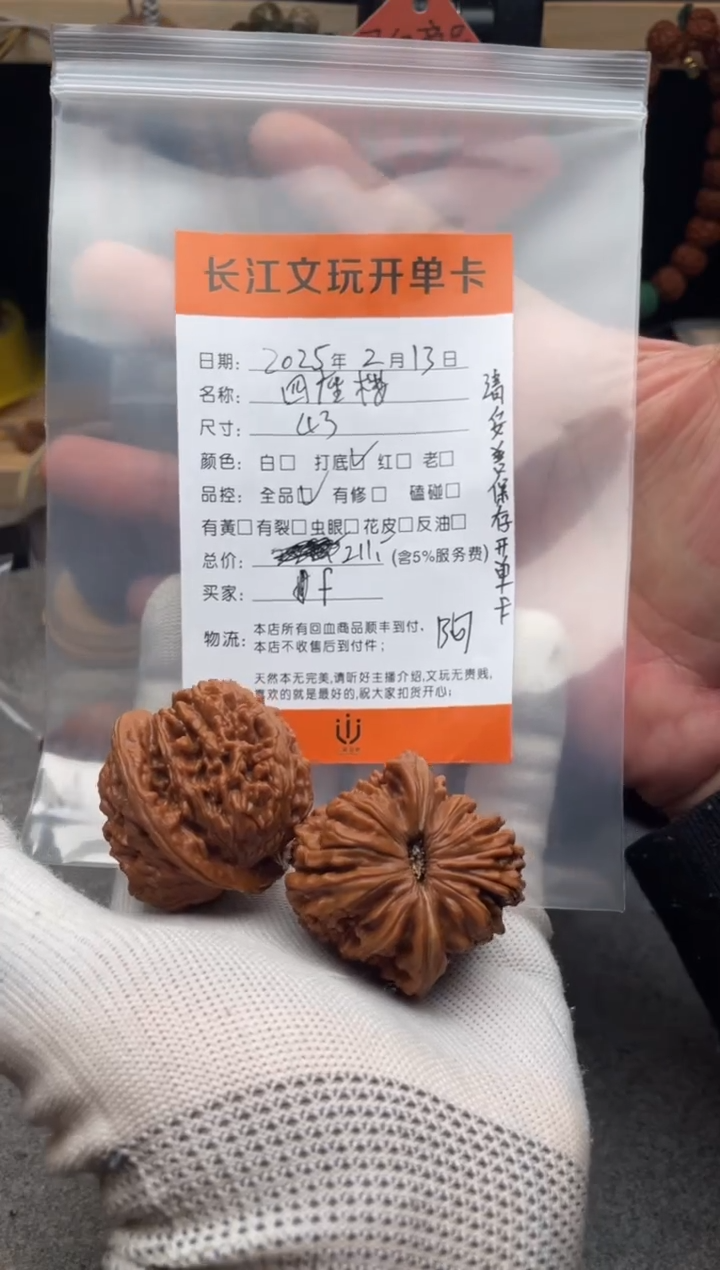 长江文玩开单卡
日期: 2025年 2月13日
名称: 四座楼
尺寸: 43
颜色: 白□ 打底☑ 红□ 老□
品控: 全品☑ 有修□ 磕碰□
有黄□有裂□虫眼□花皮□反油□
总价: 211 (含5%服务费)
买家: f
物流: 本店所有回血商品顺丰到付、
本店不收售后到付件;
天然本无完美,请听好主播介绍,文玩无贵贱,
喜欢的就是最好的,祝大家扣货开心;
请妥善保存开单卡